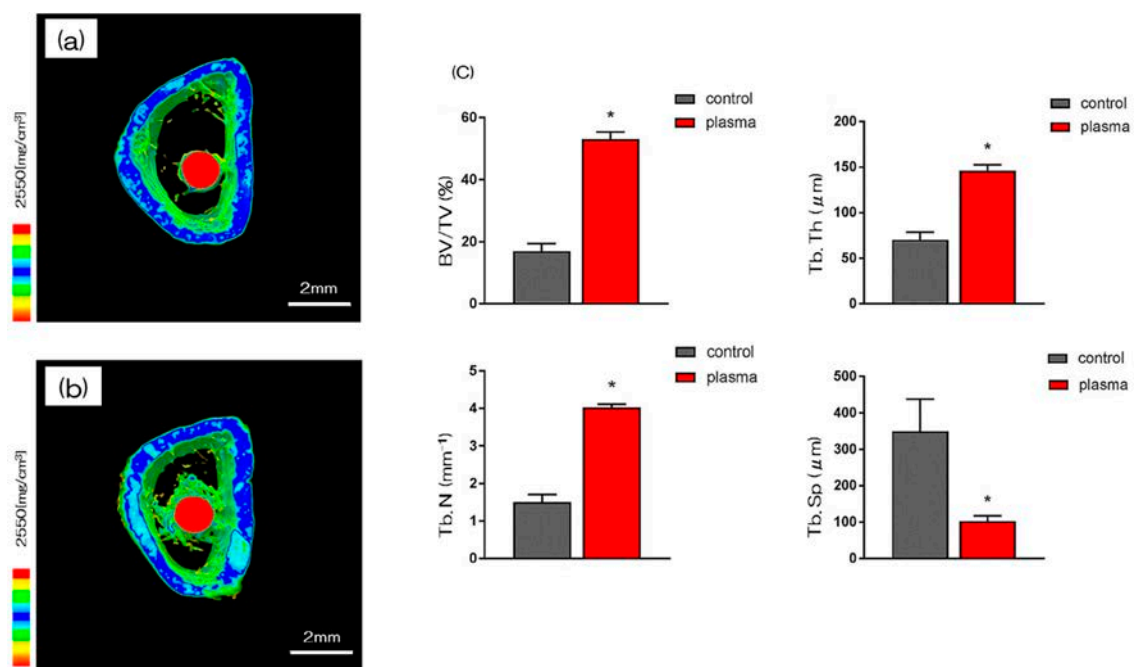 (a)
2550[mg/cm³]
2mm
(b)
2550[mg/cm³]
2mm
(C)
control
plasma
BV/TV (%)
60
40
20
0
*
control
plasma
Tb. Th (μm)
200
150
100
50
0
*
control
plasma
Tb. N (mm⁻¹)
5
4
3
2
1
0
*
control
plasma
Tb. Sp (μm)
500
400
300
200
100
0
*